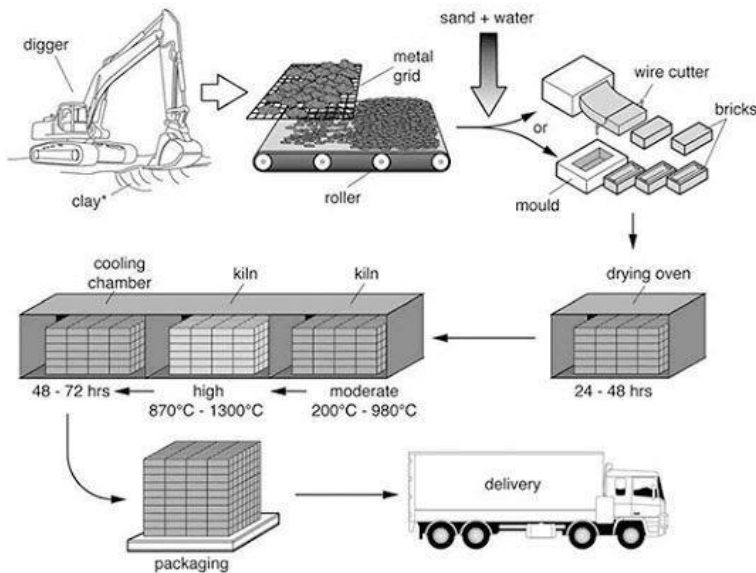 digger
clay*
metal
grid
roller
sand + water
wire cutter
or
bricks
mould
drying oven
24 - 48 hrs
kiln
moderate
200°C - 980°C
kiln
high
870°C - 1300°C
cooling
chamber
48 - 72 hrs
packaging
delivery